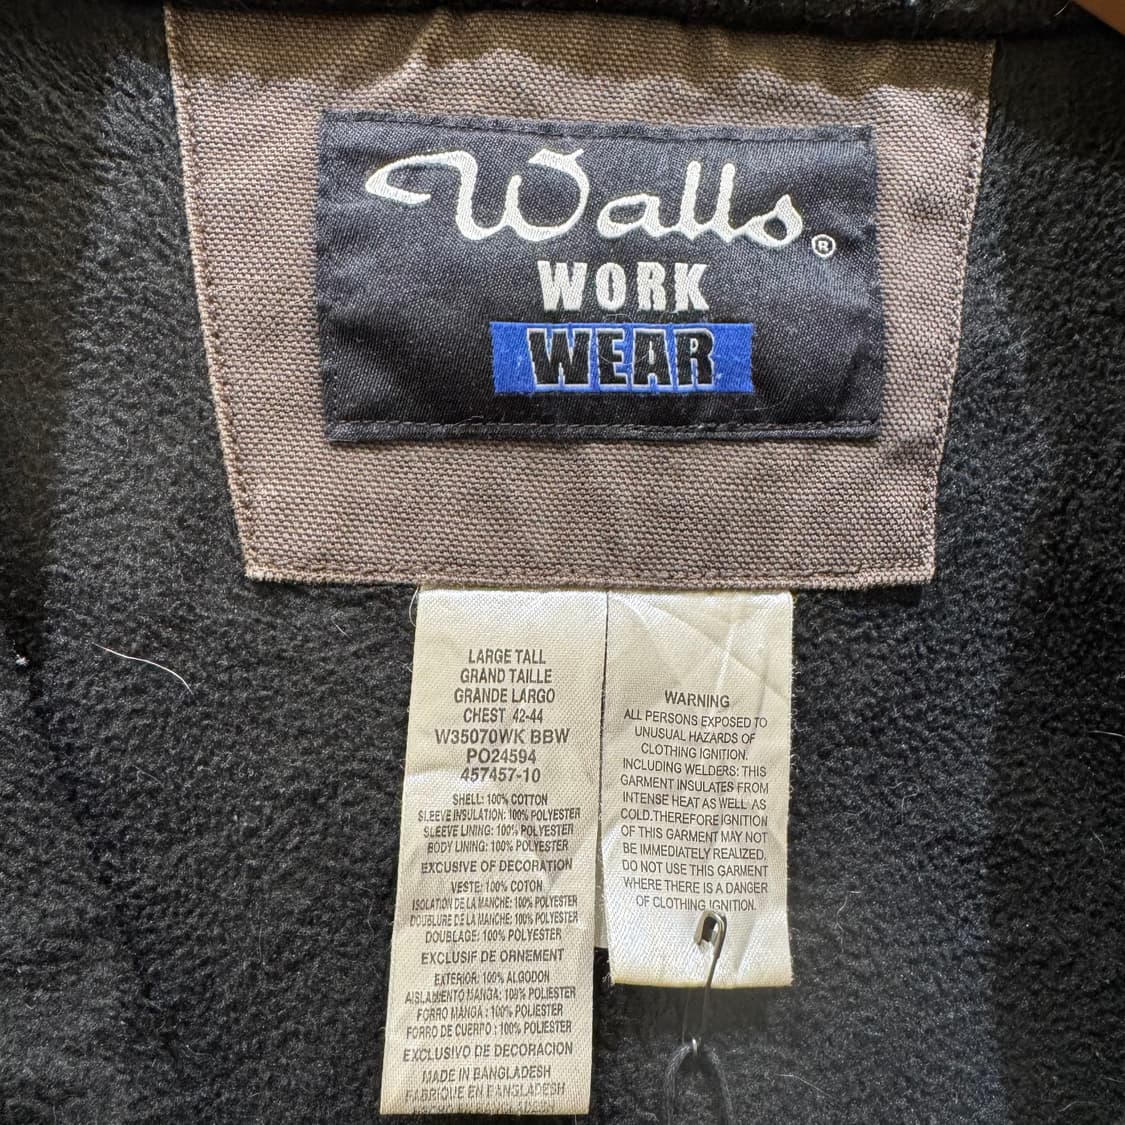 Walls®
WORK
WEAR
LARGE TALL
GRAND TAILLE
GRANDE LARGO
CHEST 42-44
W35070WK BBW
PO24594
457457-10
SHELL: 100% COTTON
SLEEVE INSULATION: 100% POLYESTER
SLEEVE LINING: 100% POLYESTER
BODY LINING: 100% POLYESTER
EXCLUSIVE OF DECORATION
VESTE: 100% COTON
ISOLATION DE LA MANCHE: 100% POLYESTER
DOUBLURE DE LA MANCHE: 100% POLYESTER
DOUBLAGE: 100% POLYESTER
EXCLUSIF DE ORNEMENT
EXTERIOR: 100% ALGODON
AISLAMIENTO MANGA: 100% POLIESTER
FORRO MANGA : 100% POLIESTER
FORRO DE CUERPO : 100% POLIESTER
EXCLUSIVO DE DECORACION
MADE IN BANGLADESH
FABRIQUE EN BANGLADESH
WARNING
ALL PERSONS EXPOSED TO
UNUSUAL HAZARDS OF
CLOTHING IGNITION.
INCLUDING WELDERS: THIS
GARMENT INSULATES FROM
INTENSE HEAT AS WELL AS
COLD.THEREFORE IGNITION
OF THIS GARMENT MAY NOT
BE IMMEDIATELY REALIZED.
DO NOT USE THIS GARMENT
WHERE THERE IS A DANGER
OF CLOTHING IGNITION.